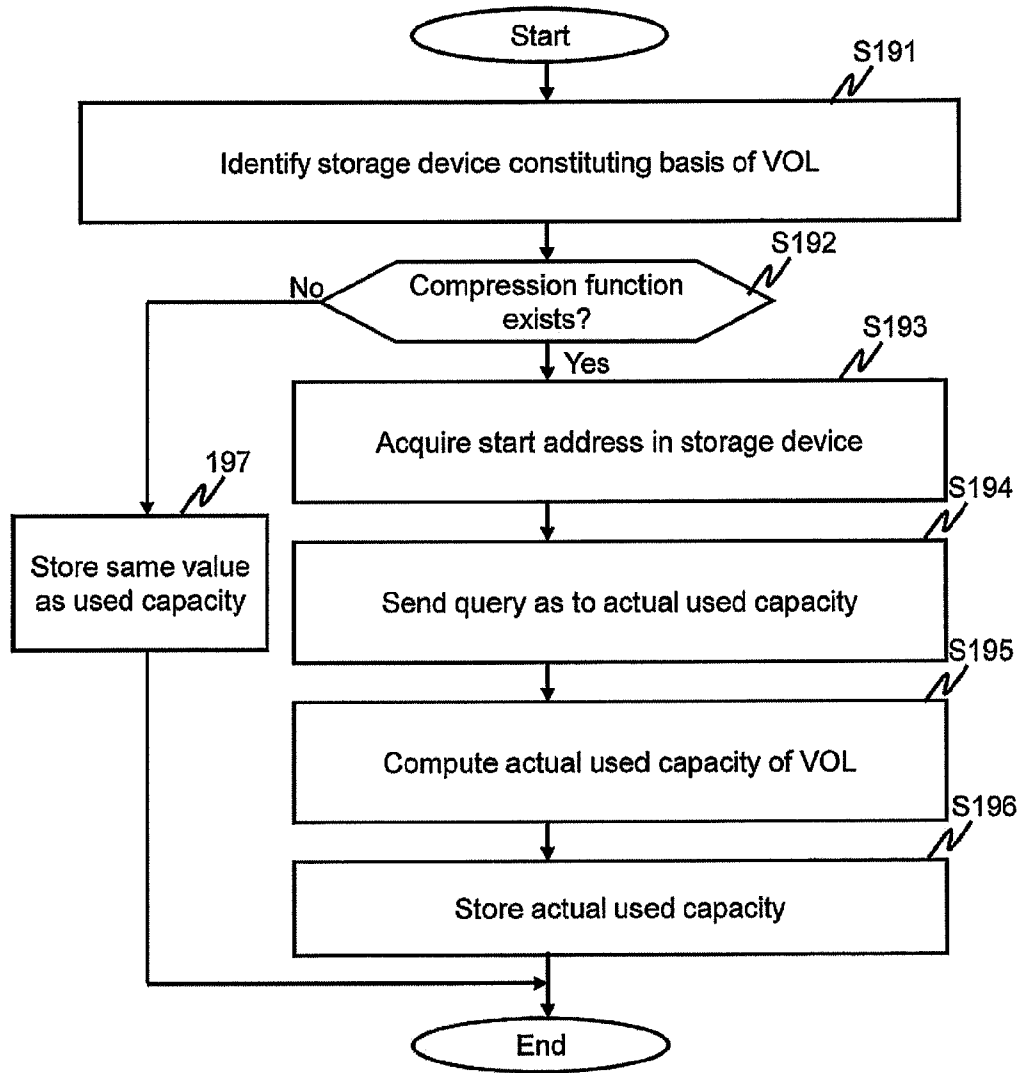 Start
S191
Identify storage device constituting basis of VOL
S192
Compression function
exists?
No
Yes
S193
Acquire start address in storage device
197
Store same value
as used capacity
S194
Send query as to actual used capacity
S195
Compute actual used capacity of VOL
S196
Store actual used capacity
End